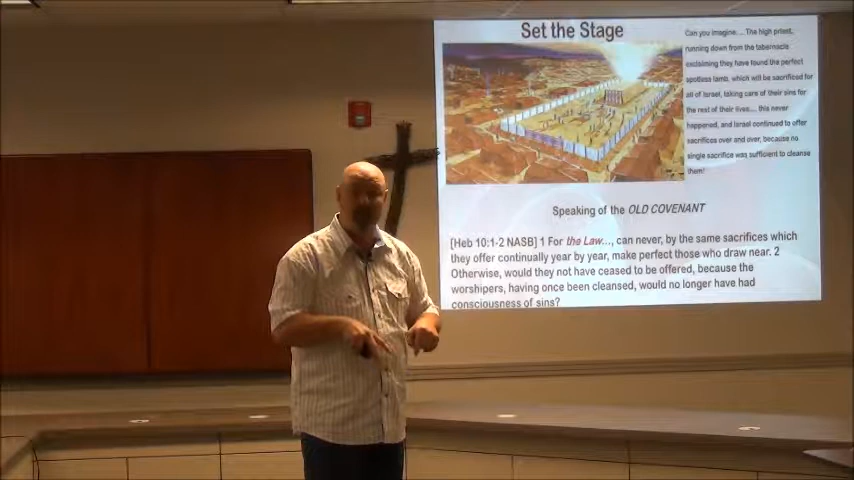 Set the Stage
Can you imagine: ... The high priest,
running down from the tabernacle
exclaiming they have found the perfect
spotless lamb, which will be sacrificed for
all of Israel, taking care of their sins for
the rest of their lives.... This never
happened, and Israel continued to offer
sacrifices over and over, because no
single sacrifice was sufficient to cleanse
them!
Speaking of the OLD COVENANT
[Heb 10:1-2 NASB] 1 For the Law..., can never, by the same sacrifices which
they offer continually year by year, make perfect those who draw near. 2
Otherwise, would they not have ceased to be offered, because the
worshipers, having once been cleansed, would no longer have had
consciousness of sins?